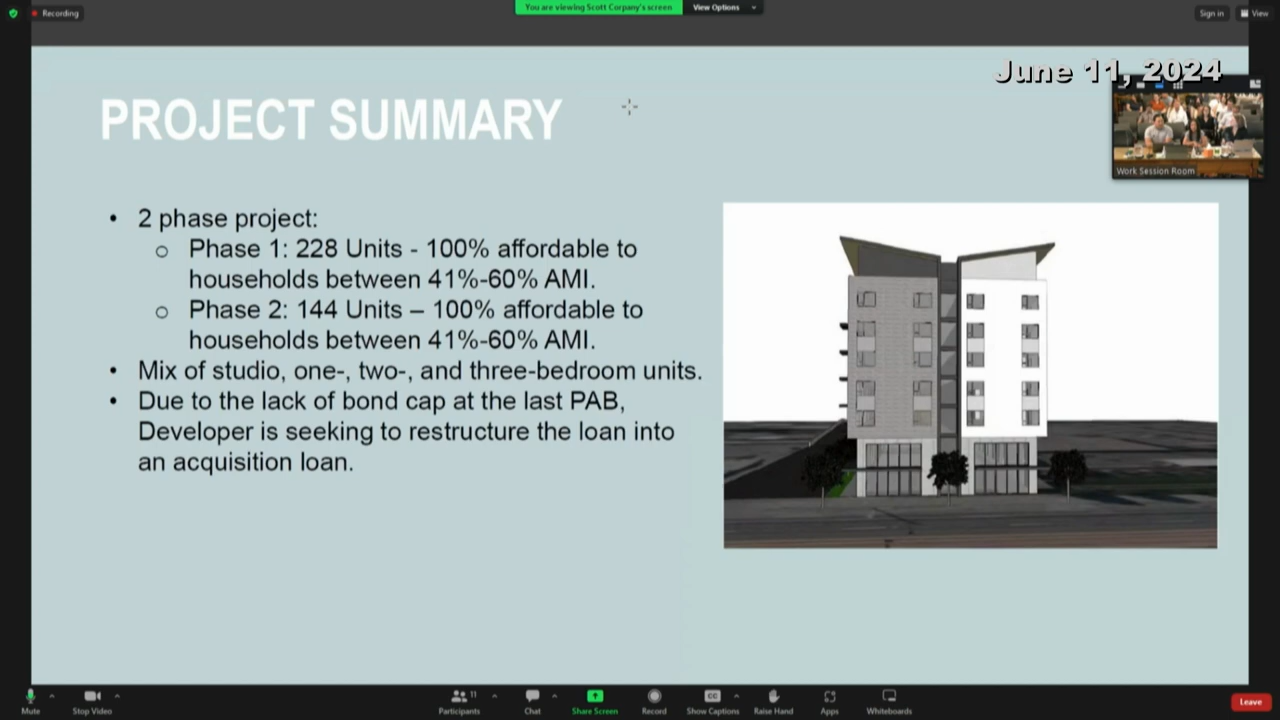 Recording
You are viewing Scott Corpany's screen
View Options
Sign in
View
June 11, 2024
Work Session Room
PROJECT SUMMARY
• 2 phase project:
o Phase 1: 228 Units - 100% affordable to
households between 41%-60% AMI.
o Phase 2: 144 Units – 100% affordable to
households between 41%-60% AMI.
• Mix of studio, one-, two-, and three-bedroom units.
• Due to the lack of bond cap at the last PAB,
Developer is seeking to restructure the loan into
an acquisition loan.
Mute
Stop Video
Participants
11
Chat
Share Screen
Record
CC
Show Captions
Raise Hand
Apps
Whiteboards
Leave